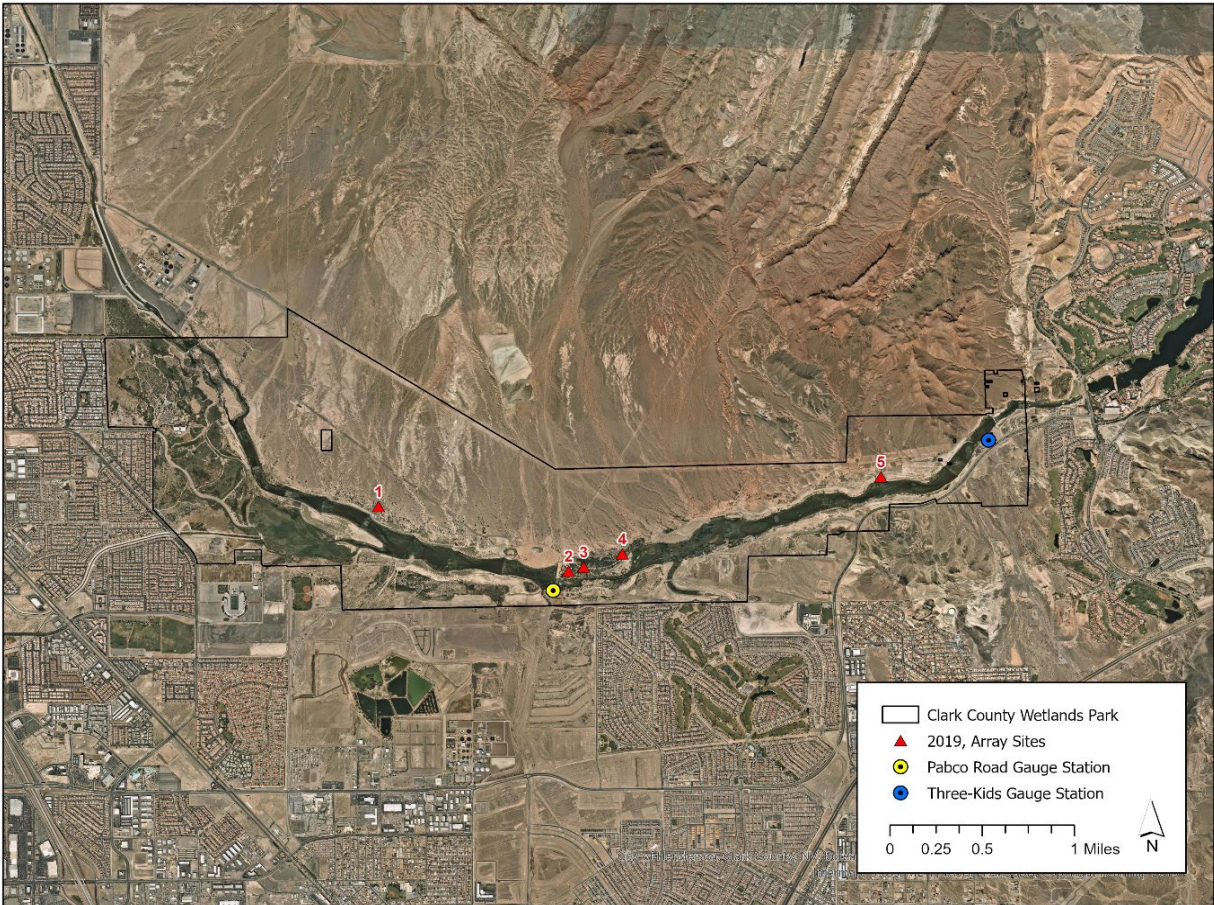 1
5
4
3
2
Clark County Wetlands Park
2019, Array Sites
Pabco Road Gauge Station
Three-Kids Gauge Station
0 0.25 0.5 1 Miles
N